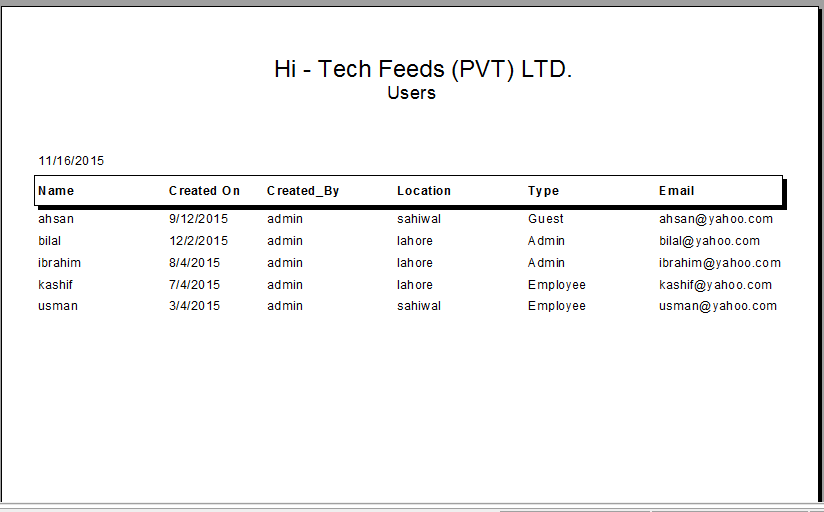 Hi - Tech Feeds (PVT) LTD.
Users
11/16/2015
Name Created On Created_By Location Type Email
ahsan 9/12/2015 admin sahiwal Guest ahsan@yahoo.com
bilal 12/2/2015 admin lahore Admin bilal@yahoo.com
ibrahim 8/4/2015 admin lahore Admin ibrahim@yahoo.com
kashif 7/4/2015 admin lahore Employee kashif@yahoo.com
usman 3/4/2015 admin sahiwal Employee usman@yahoo.com